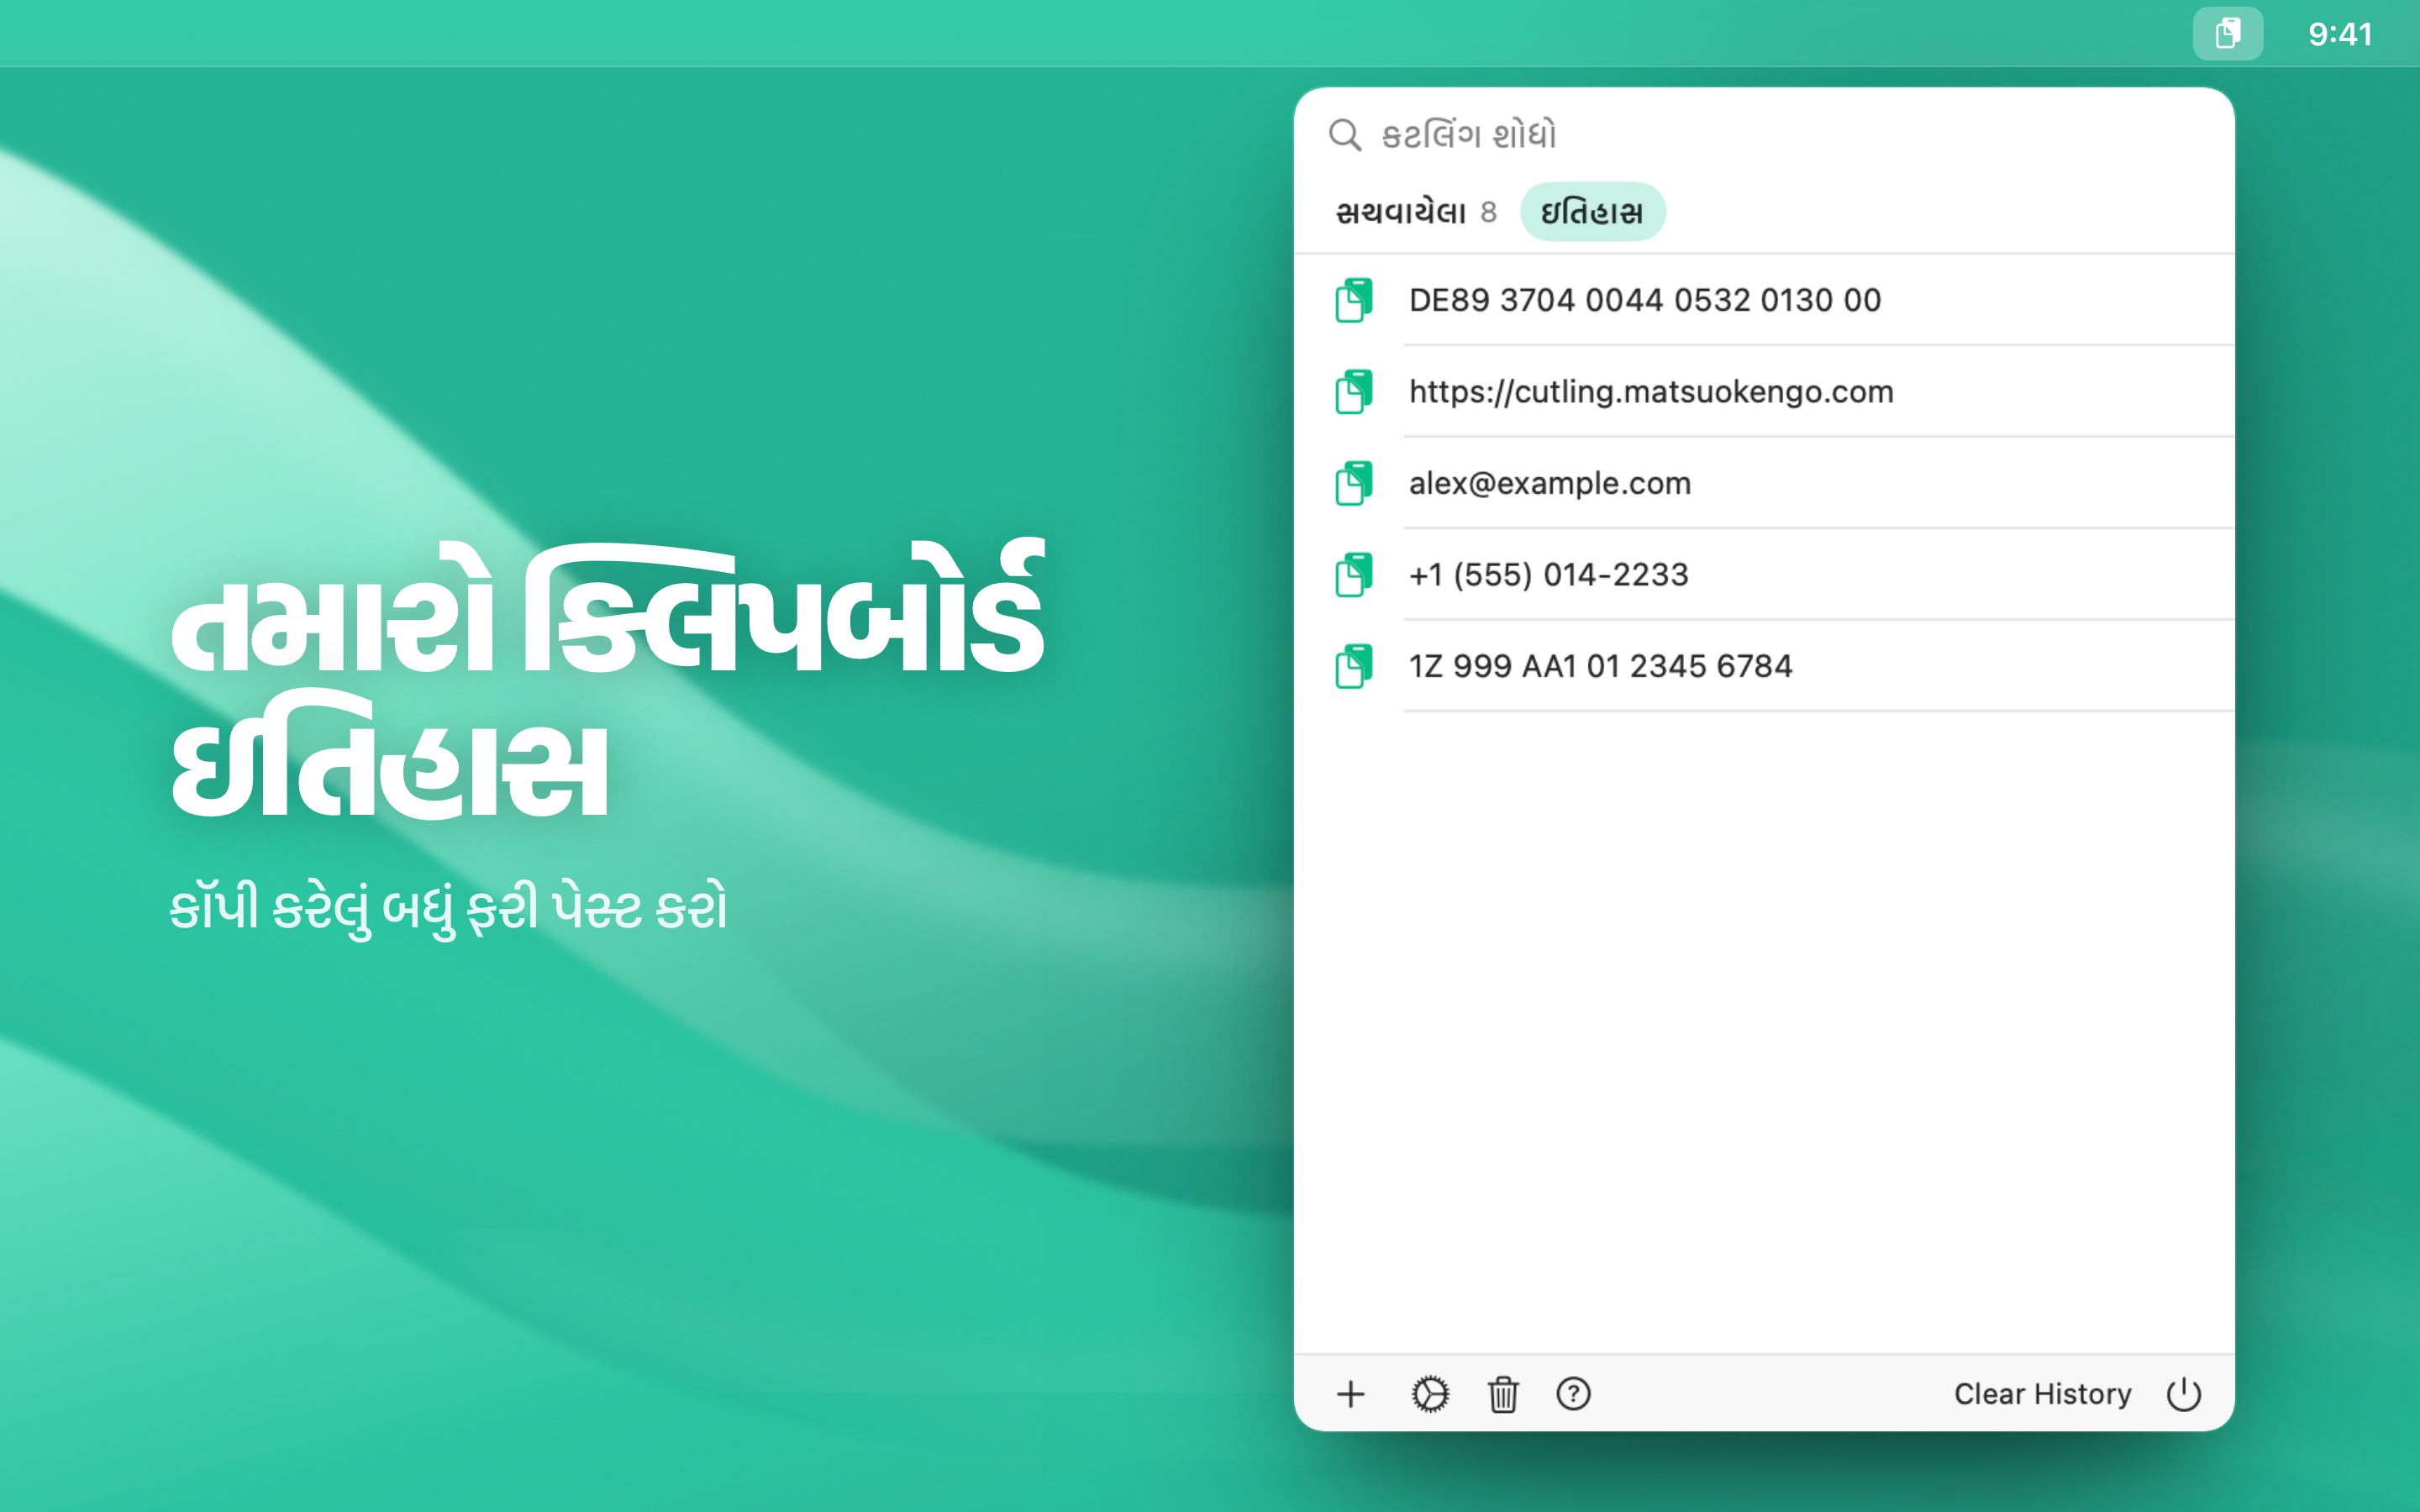 9:41
તમારો ક્લિપબોર્ડ
ઇતિહાસ
કૉપી કરેલું બધું ફરી પેસ્ટ કરો
કટલિંગ શોધો
સચવાયેલા 8 ઇતિહાસ
DE89 3704 0044 0532 0130 00
https://cutling.matsuokengo.com
alex@example.com
+1 (555) 014-2233
1Z 999 AA1 01 2345 6784
Clear History